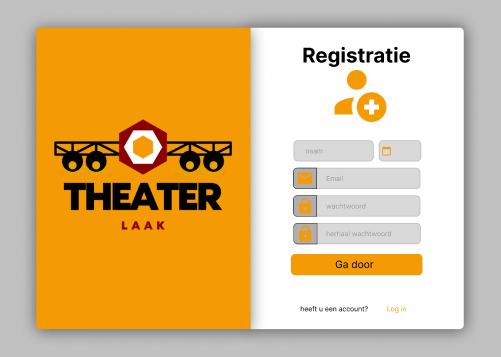 THEATER
LAAK
Registratie
naam
Email
wachtwoord
herhaal wachtwoord
Ga door
heeft u een account? Log in